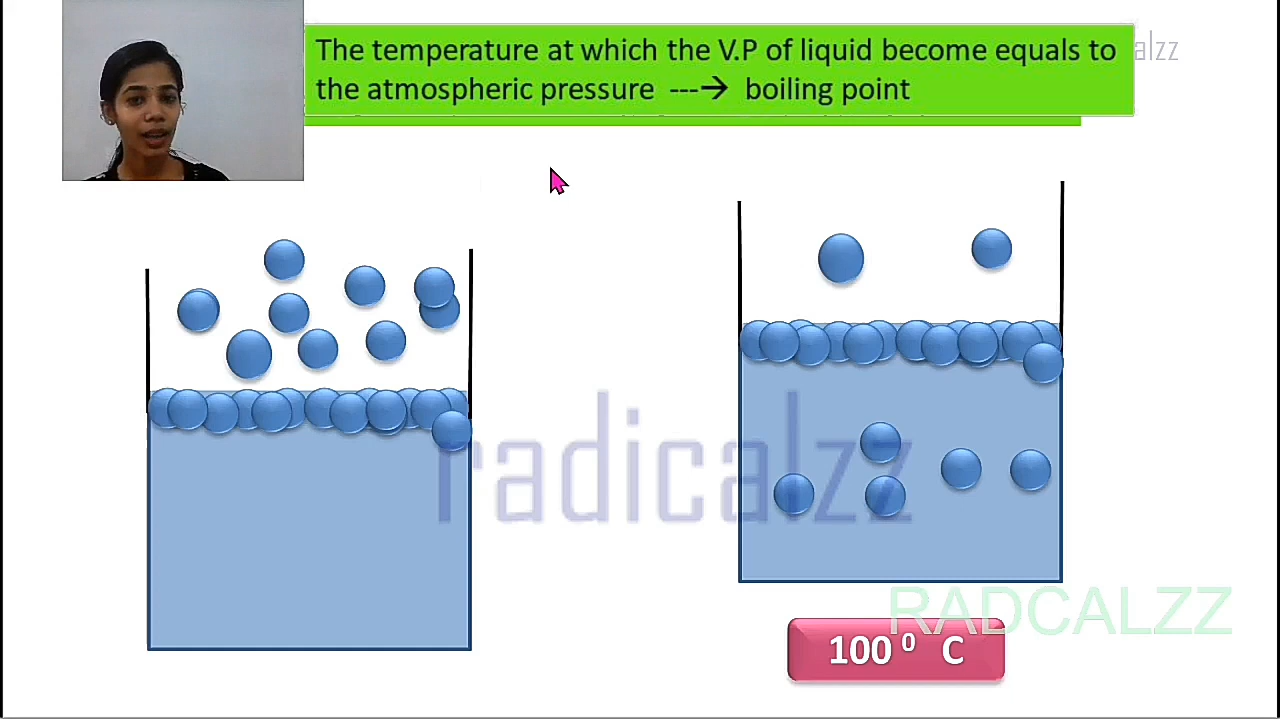 The temperature at which the V.P of liquid become equals to
alzz
the atmospheric pressure ---→ boiling point
radicalzz
RADCALZZ
100 ⁰ C